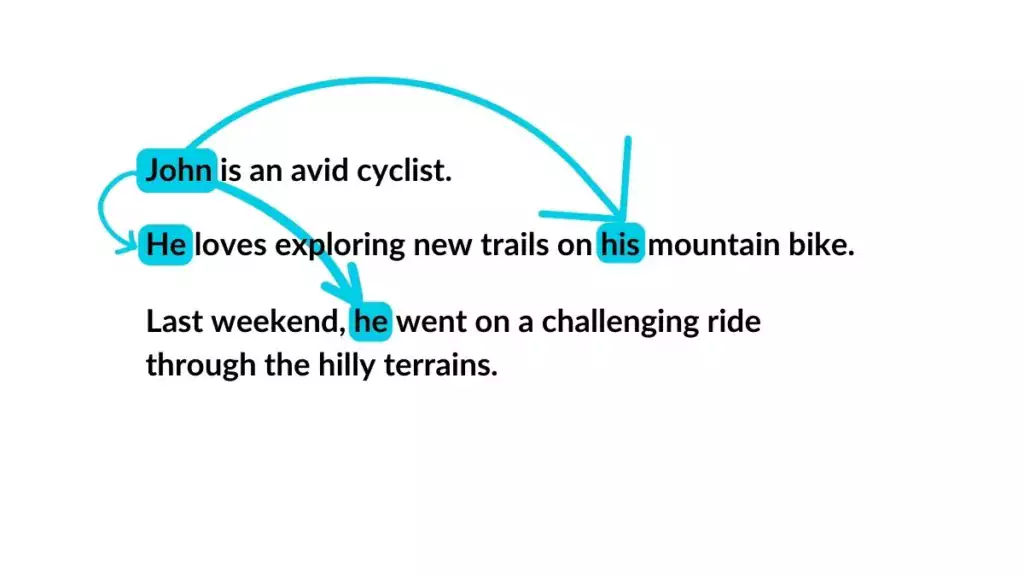 John is an avid cyclist.
He loves exploring new trails on his mountain bike.
Last weekend, he went on a challenging ride
through the hilly terrains.